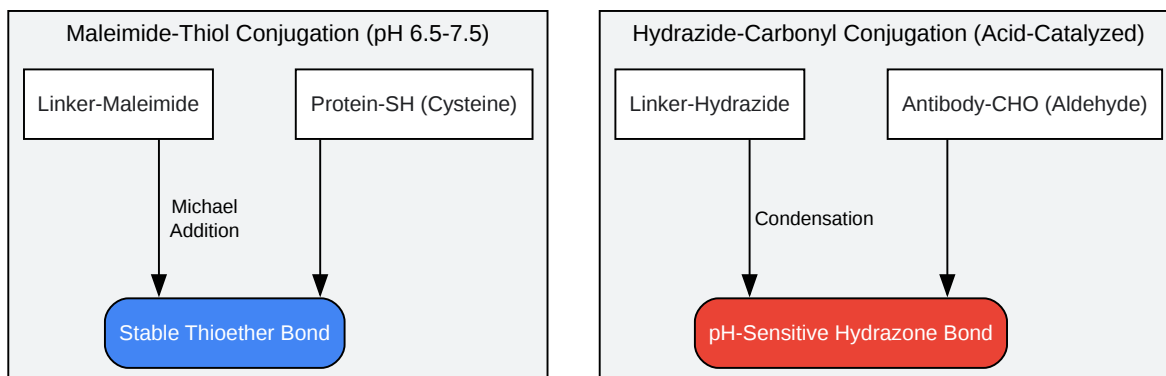 Maleimide-Thiol Conjugation (pH 6.5-7.5)
Linker-Maleimide
Protein-SH (Cysteine)
Michael
Addition
Stable Thioether Bond
Hydrazide-Carbonyl Conjugation (Acid-Catalyzed)
Linker-Hydrazide
Antibody-CHO (Aldehyde)
Condensation
pH-Sensitive Hydrazone Bond